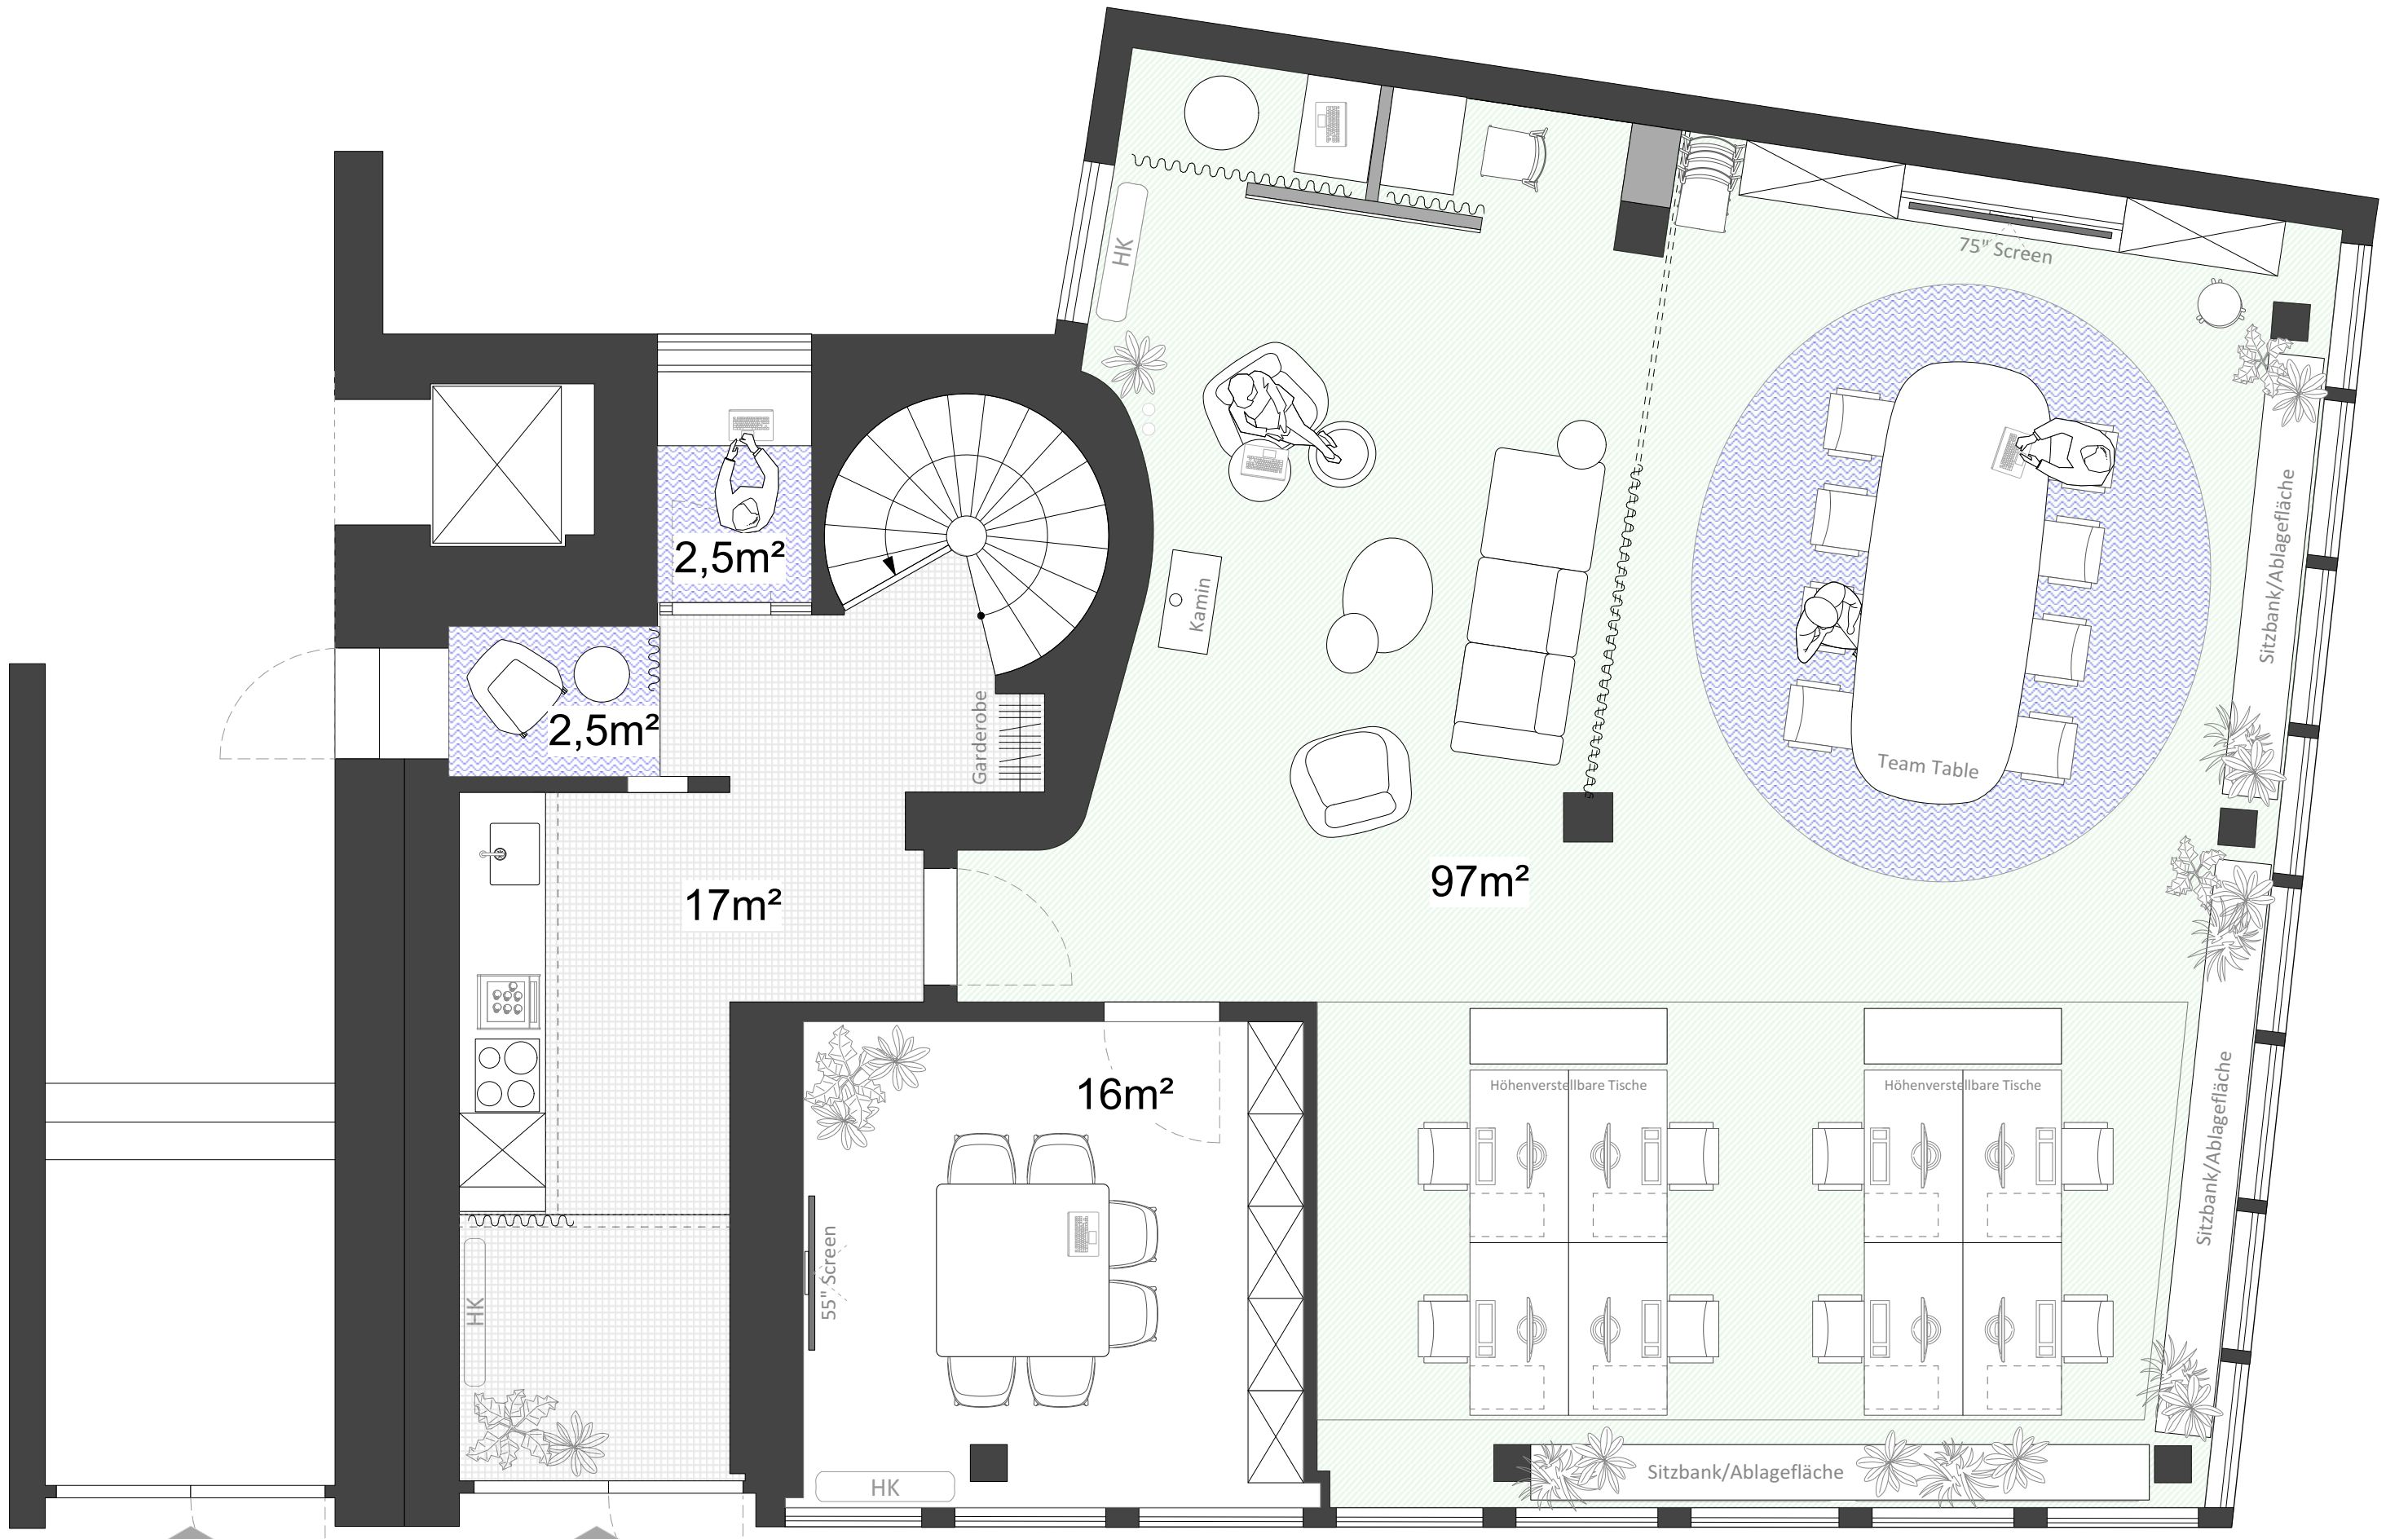 HK
75" Screen
2,5m²
Kamin
Sitzbank/Ablagefläche
2,5m²
Garderobe
Team Table
97m²
17m²
16m²
Höhenverstellbare Tische
Höhenverstellbare Tische
Sitzbank/Ablagefläche
55" Screen
HK
HK
Sitzbank/Ablagefläche